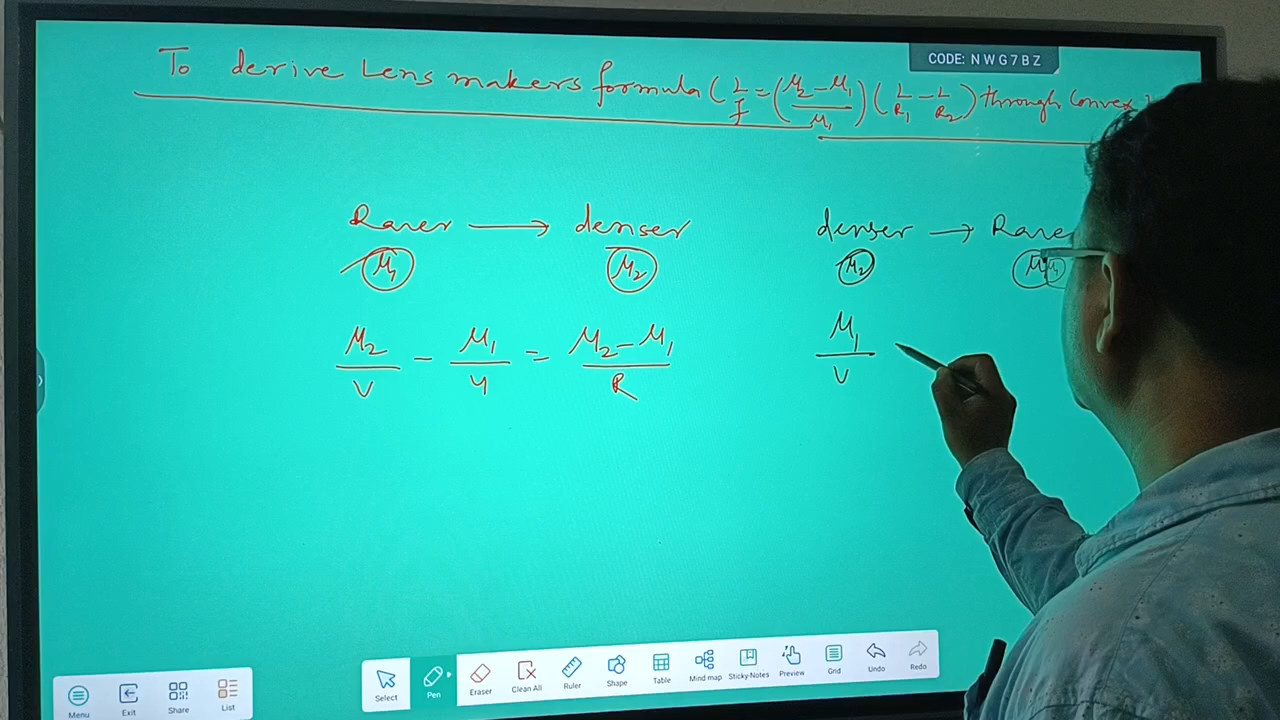 CODE: NWG7BZ
To derive Lens makers formula (1/f = (μ₂-μ₁/μ₁) (1/R₁ - 1/R₂) through Convex
Rarer → denser
μ₁ μ₂
μ₂/v - μ₁/u = μ₂-μ₁/R
denser → Rare
μ₂ μ₁
μ₁/v
Menu
Exit
Share
List
Select
Pen
Eraser
Clean All
Ruler
Shape
Table
Mind map
Sticky-Notes
Preview
Grid
Undo
Redo